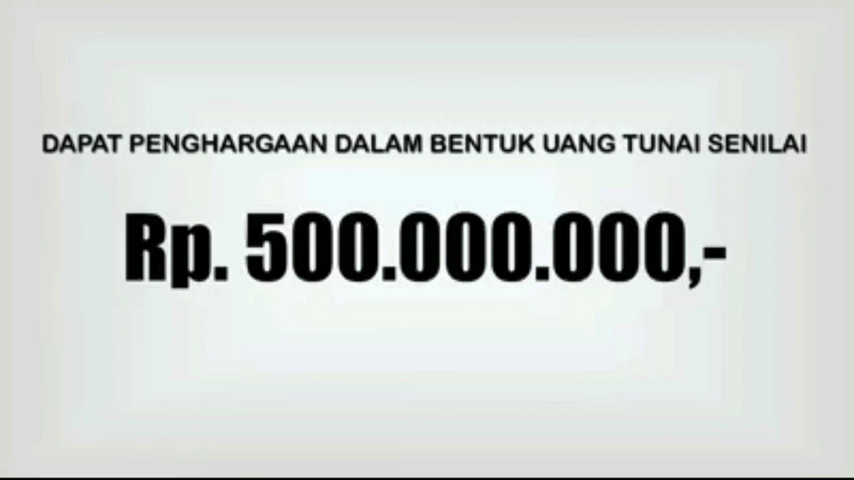 DAPAT PENGHARGAAN DALAM BENTUK UANG TUNAI SENILAI
Rp. 500.000.000,-